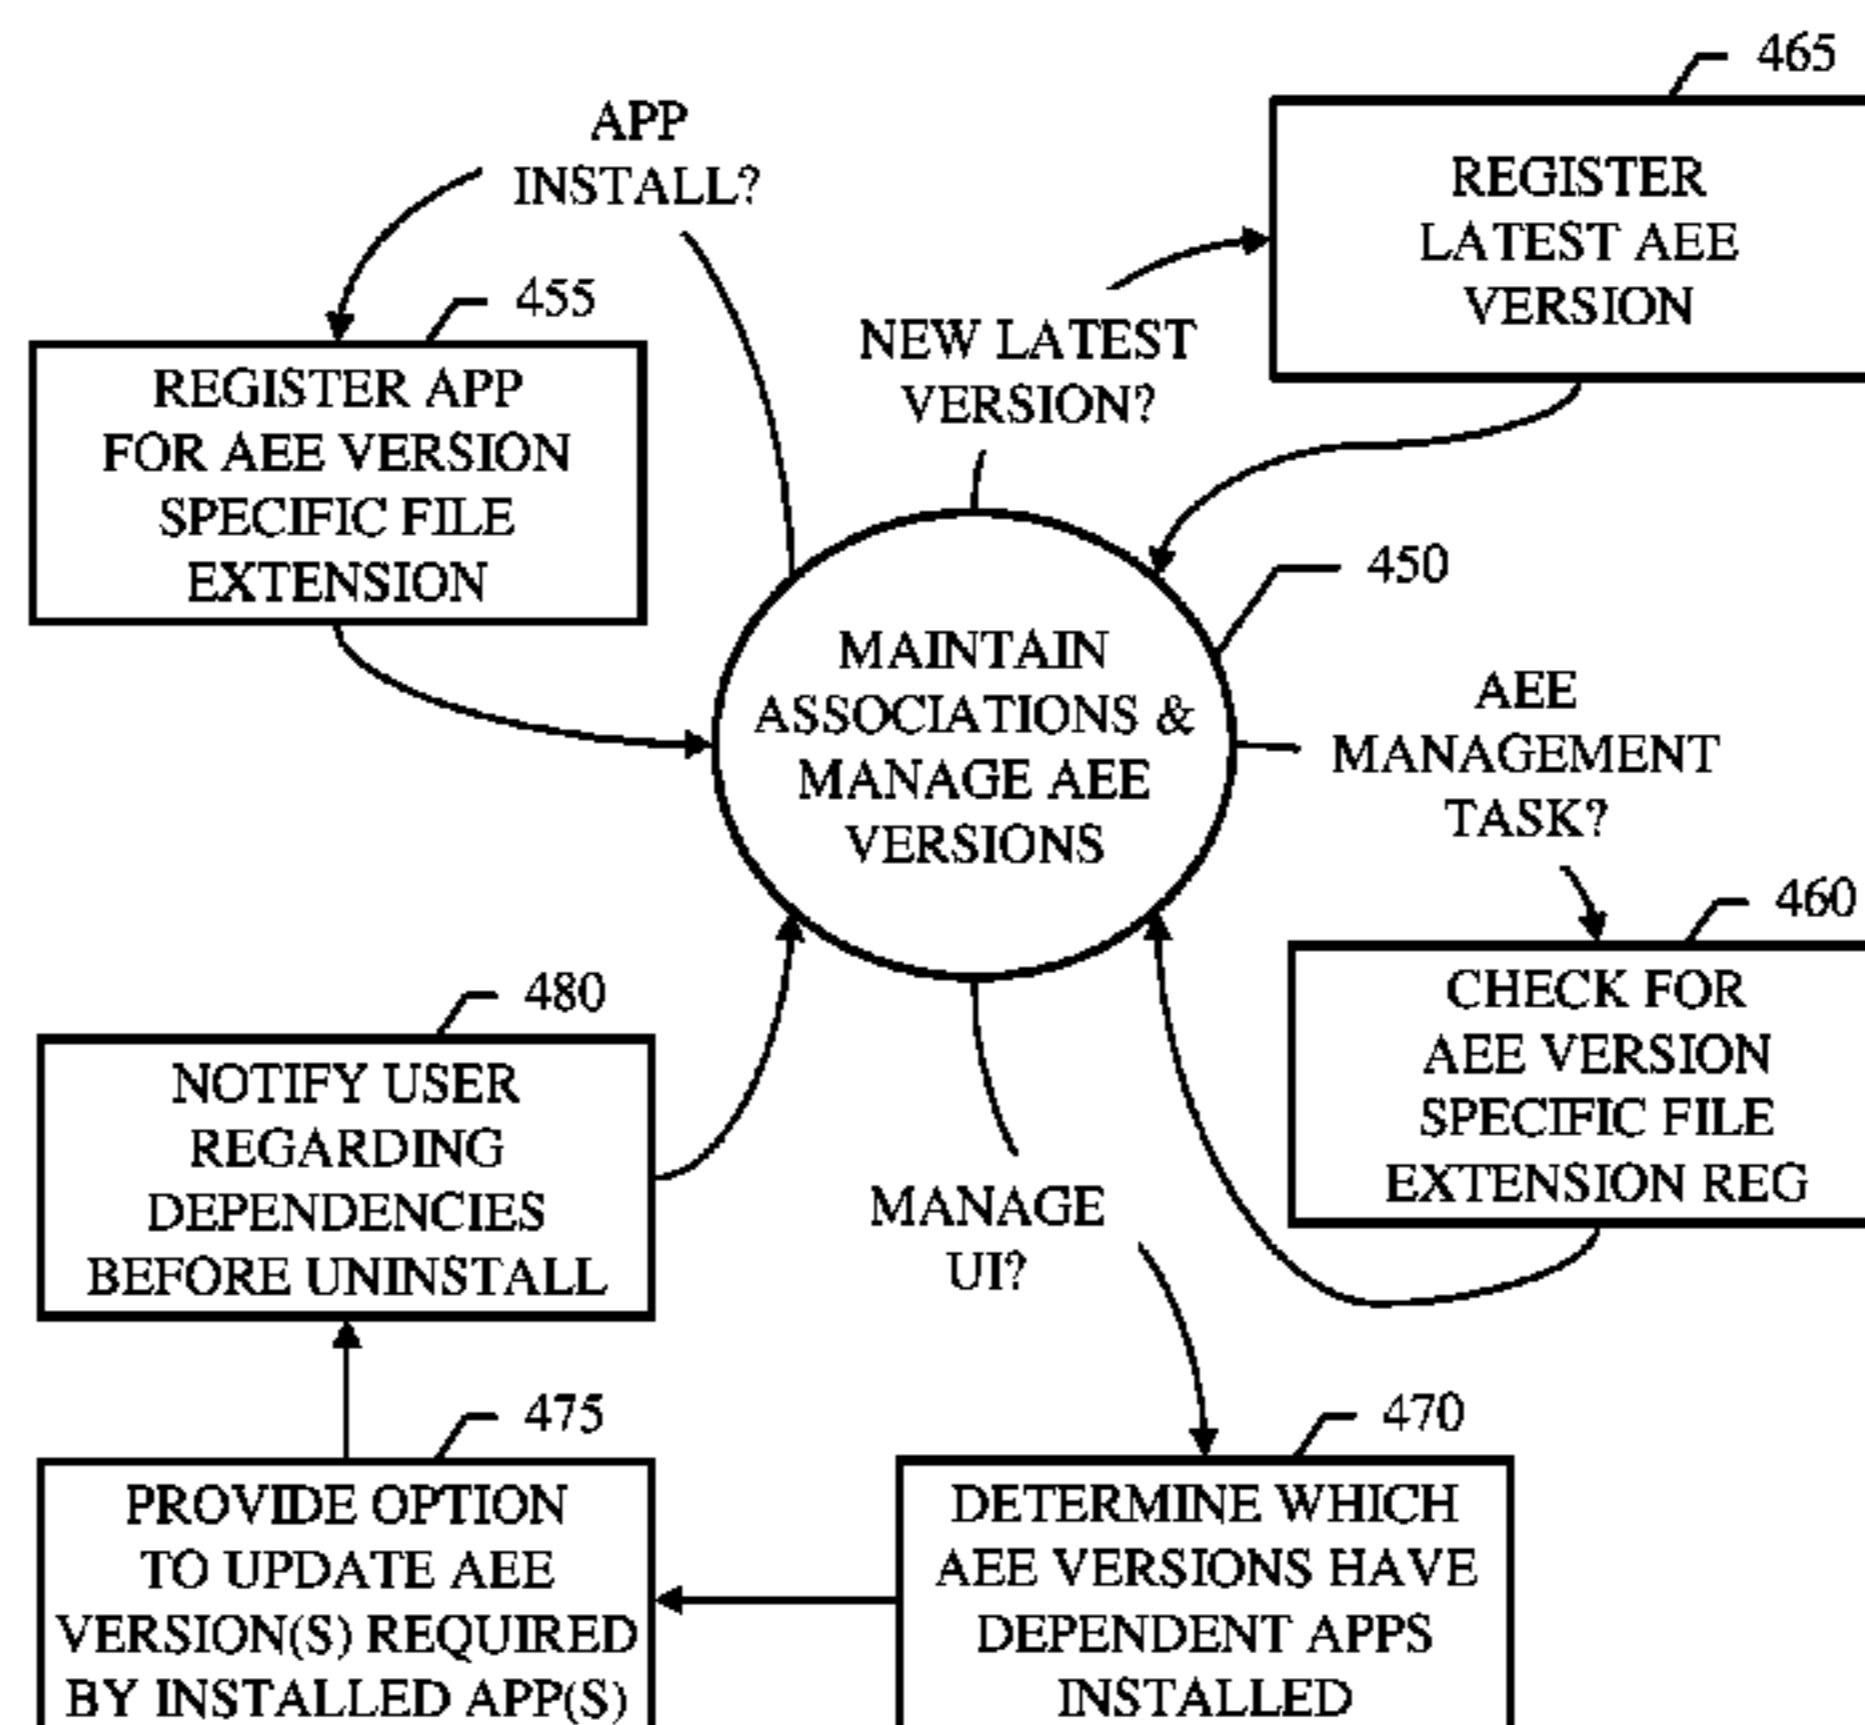 465
APP
INSTALL?
REGISTER
LATEST AEE
VERSION
455
NEW LATEST
VERSION?
REGISTER APP
FOR AEE VERSION
SPECIFIC FILE
EXTENSION
450
MAINTAIN
ASSOCIATIONS &
MANAGE AEE
VERSIONS
AEE
MANAGEMENT
TASK?
460
CHECK FOR
AEE VERSION
SPECIFIC FILE
EXTENSION REG
480
NOTIFY USER
REGARDING
DEPENDENCIES
BEFORE UNINSTALL
MANAGE
UI?
475
PROVIDE OPTION
TO UPDATE AEE
VERSION(S) REQUIRED
BY INSTALLED APP(S)
470
DETERMINE WHICH
AEE VERSIONS HAVE
DEPENDENT APPS
INSTALLED